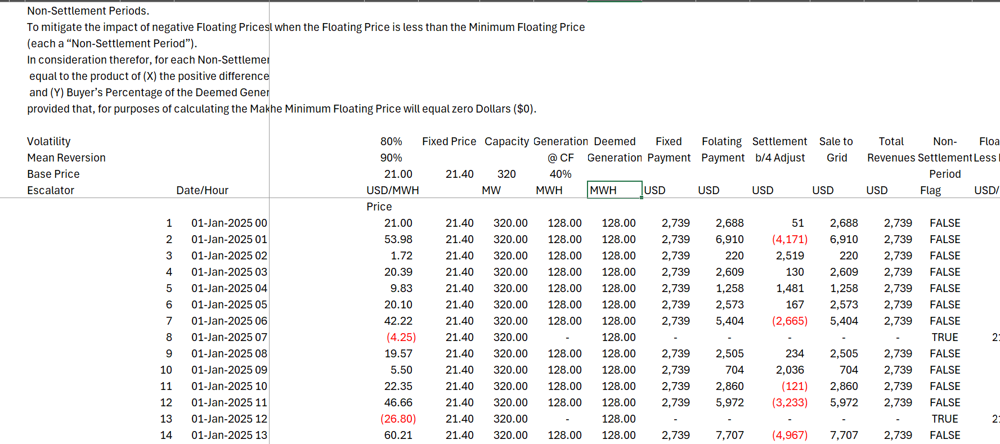 Non-Settlement Periods.
To mitigate the impact of negative Floating Prices when the Floating Price is less than the Minimum Floating Price
(each a “Non-Settlement Period”).
In consideration therefor, for each
equal to the product of (X) the positive difference
and (Y) Buyer’s Percentage of the Deemed
provided that, for purposes of calculating the Minimum Floating Price will equal zero Dollars ($0).
Volatility 80% Fixed Price Capacity Generation Deemed Fixed Folating Settlement Sale to Total Non-
Mean Reversion 90% @ CF Generation Payment Payment b/4 Adjust Grid Revenues Settlement Less
Base Price 21.00 21.40 320 40% Period
Escalator Date/Hour USD/MWH MW MWH MWH USD USD USD USD USD Flag USD/
Price
1 01-Jan-2025 00 21.00 21.40 320.00 128.00 128.00 2,739 2,688 51 2,688 2,739 FALSE
2 01-Jan-2025 01 53.98 21.40 320.00 128.00 128.00 2,739 6,910 (4,171) 6,910 2,739 FALSE
3 01-Jan-2025 02 1.72 21.40 320.00 128.00 128.00 2,739 220 2,519 220 2,739 FALSE
4 01-Jan-2025 03 20.39 21.40 320.00 128.00 128.00 2,739 2,609 130 2,609 2,739 FALSE
5 01-Jan-2025 04 9.83 21.40 320.00 128.00 128.00 2,739 1,258 1,481 1,258 2,739 FALSE
6 01-Jan-2025 05 20.10 21.40 320.00 128.00 128.00 2,739 2,573 167 2,573 2,739 FALSE
7 01-Jan-2025 06 42.22 21.40 320.00 128.00 128.00 2,739 5,404 (2,665) 5,404 2,739 FALSE
8 01-Jan-2025 07 (4.25) 21.40 320.00 - 128.00 - - - - - TRUE
9 01-Jan-2025 08 19.57 21.40 320.00 128.00 128.00 2,739 2,505 234 2,505 2,739 FALSE
10 01-Jan-2025 09 5.50 21.40 320.00 128.00 128.00 2,739 704 2,036 704 2,739 FALSE
11 01-Jan-2025 10 22.35 21.40 320.00 128.00 128.00 2,739 2,860 (121) 2,860 2,739 FALSE
12 01-Jan-2025 11 46.66 21.40 320.00 128.00 128.00 2,739 5,972 (3,233) 5,972 2,739 FALSE
13 01-Jan-2025 12 (26.80) 21.40 320.00 - 128.00 - - - - - TRUE
14 01-Jan-2025 13 60.21 21.40 320.00 128.00 128.00 2,739 7,707 (4,967) 7,707 2,739 FALSE